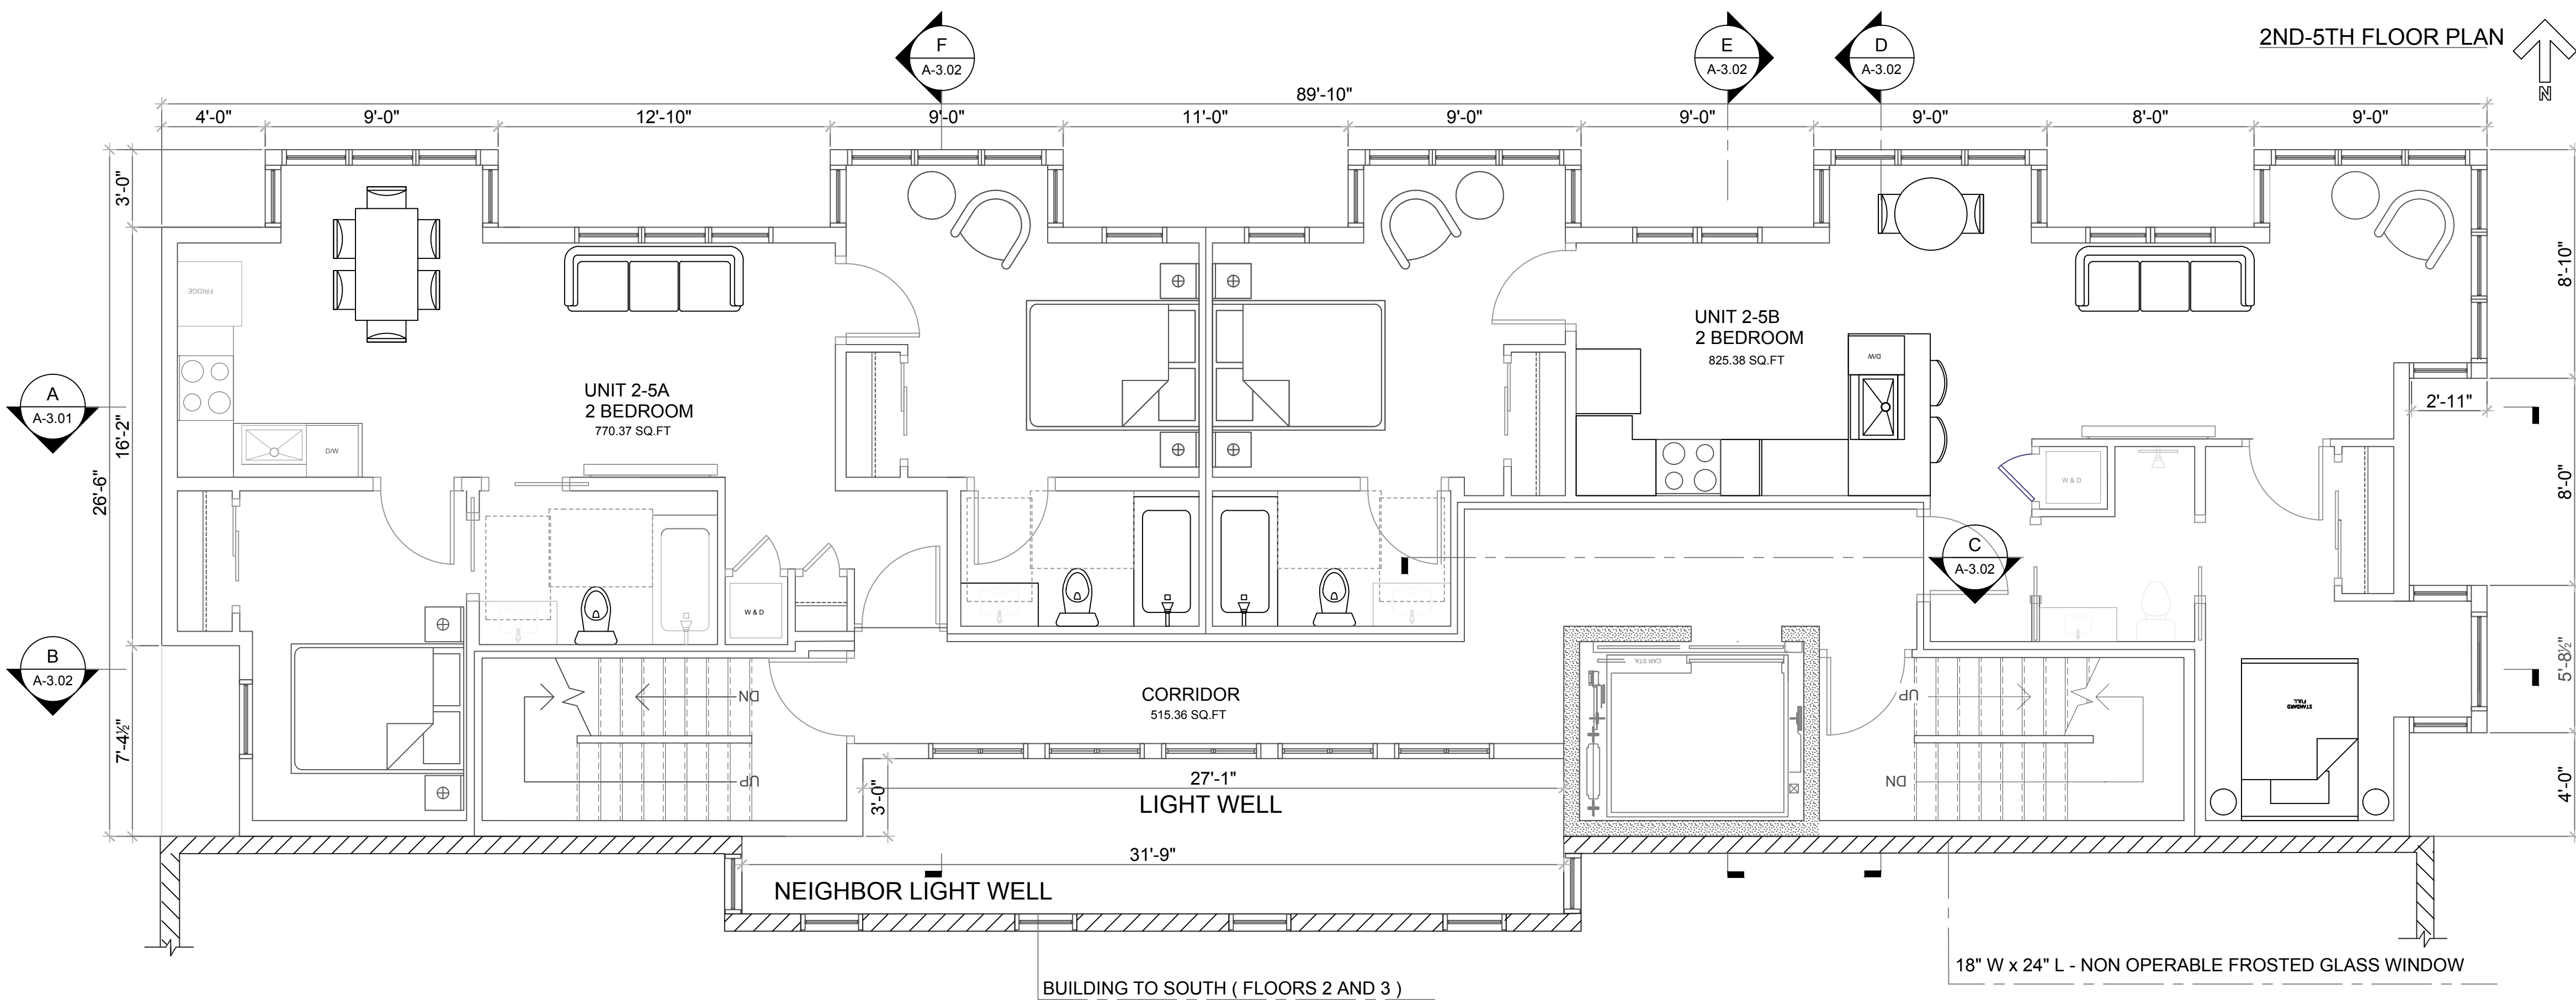 2ND-5TH FLOOR PLAN
N
F
A-3.02
E
A-3.02
D
A-3.02
89'-10"
4'-0"
9'-0"
12'-10"
9'-0"
11'-0"
9'-0"
9'-0"
9'-0"
8'-0"
9'-0"
3'-0"
16'-2"
26'-6"
7'-4½"
8'-10"
2'-11"
8'-0"
5'-8½"
4'-0"
A
A-3.01
B
A-3.02
C
A-3.02
FRIDGE
D/W
UNIT 2-5A
2 BEDROOM
770.37 SQ.FT
UNIT 2-5B
2 BEDROOM
825.38 SQ.FT
D/W
W & D
W & D
CAR STA.
STANDARD
FULL
DN
UP
UP
DN
CORRIDOR
515.36 SQ.FT
27'-1"
3'-0"
LIGHT WELL
31'-9"
NEIGHBOR LIGHT WELL
18" W x 24" L - NON OPERABLE FROSTED GLASS WINDOW
BUILDING TO SOUTH ( FLOORS 2 AND 3 )